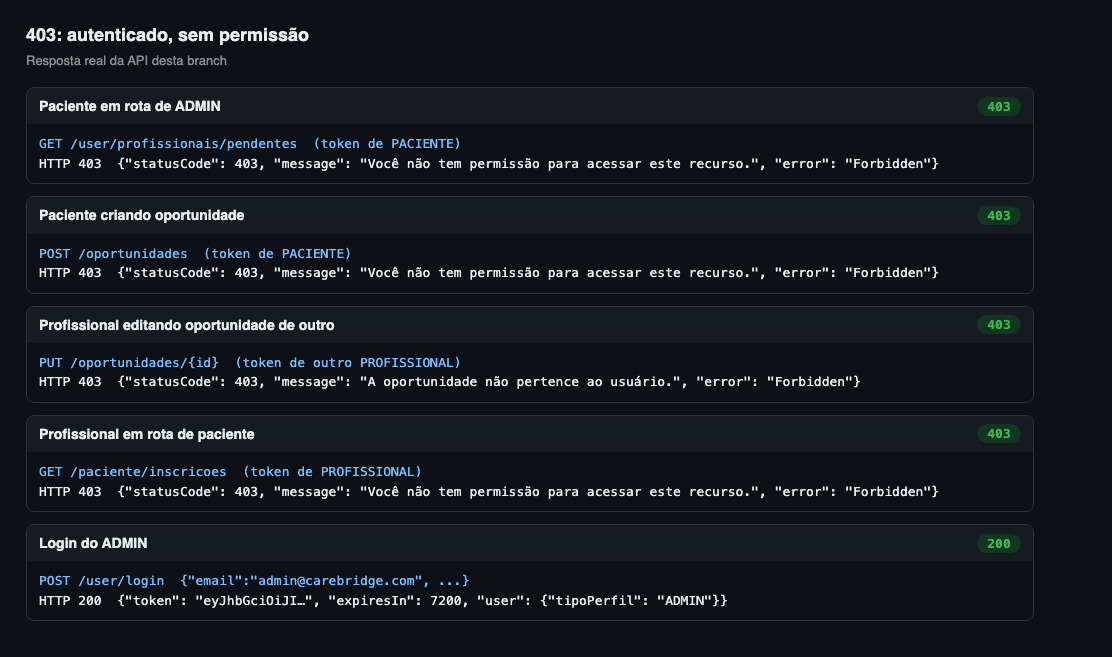 403: autenticado, sem permissão
Resposta real da API desta branch
Paciente em rota de ADMIN
403
GET /user/profissionais/pendentes  (token de PACIENTE)
HTTP 403  {"statusCode": 403, "message": "Você não tem permissão para acessar este recurso.", "error": "Forbidden"}
Paciente criando oportunidade
403
POST /oportunidades  (token de PACIENTE)
HTTP 403  {"statusCode": 403, "message": "Você não tem permissão para acessar este recurso.", "error": "Forbidden"}
Profissional editando oportunidade de outro
403
PUT /oportunidades/{id}  (token de outro PROFISSIONAL)
HTTP 403  {"statusCode": 403, "message": "A oportunidade não pertence ao usuário.", "error": "Forbidden"}
Profissional em rota de paciente
403
GET /paciente/inscricoes  (token de PROFISSIONAL)
HTTP 403  {"statusCode": 403, "message": "Você não tem permissão para acessar este recurso.", "error": "Forbidden"}
Login do ADMIN
200
POST /user/login  {"email":"admin@carebridge.com", ...}
HTTP 200  {"token": "eyJhbGciOiJI…", "expiresIn": 7200, "user": {"tipoPerfil": "ADMIN"}}